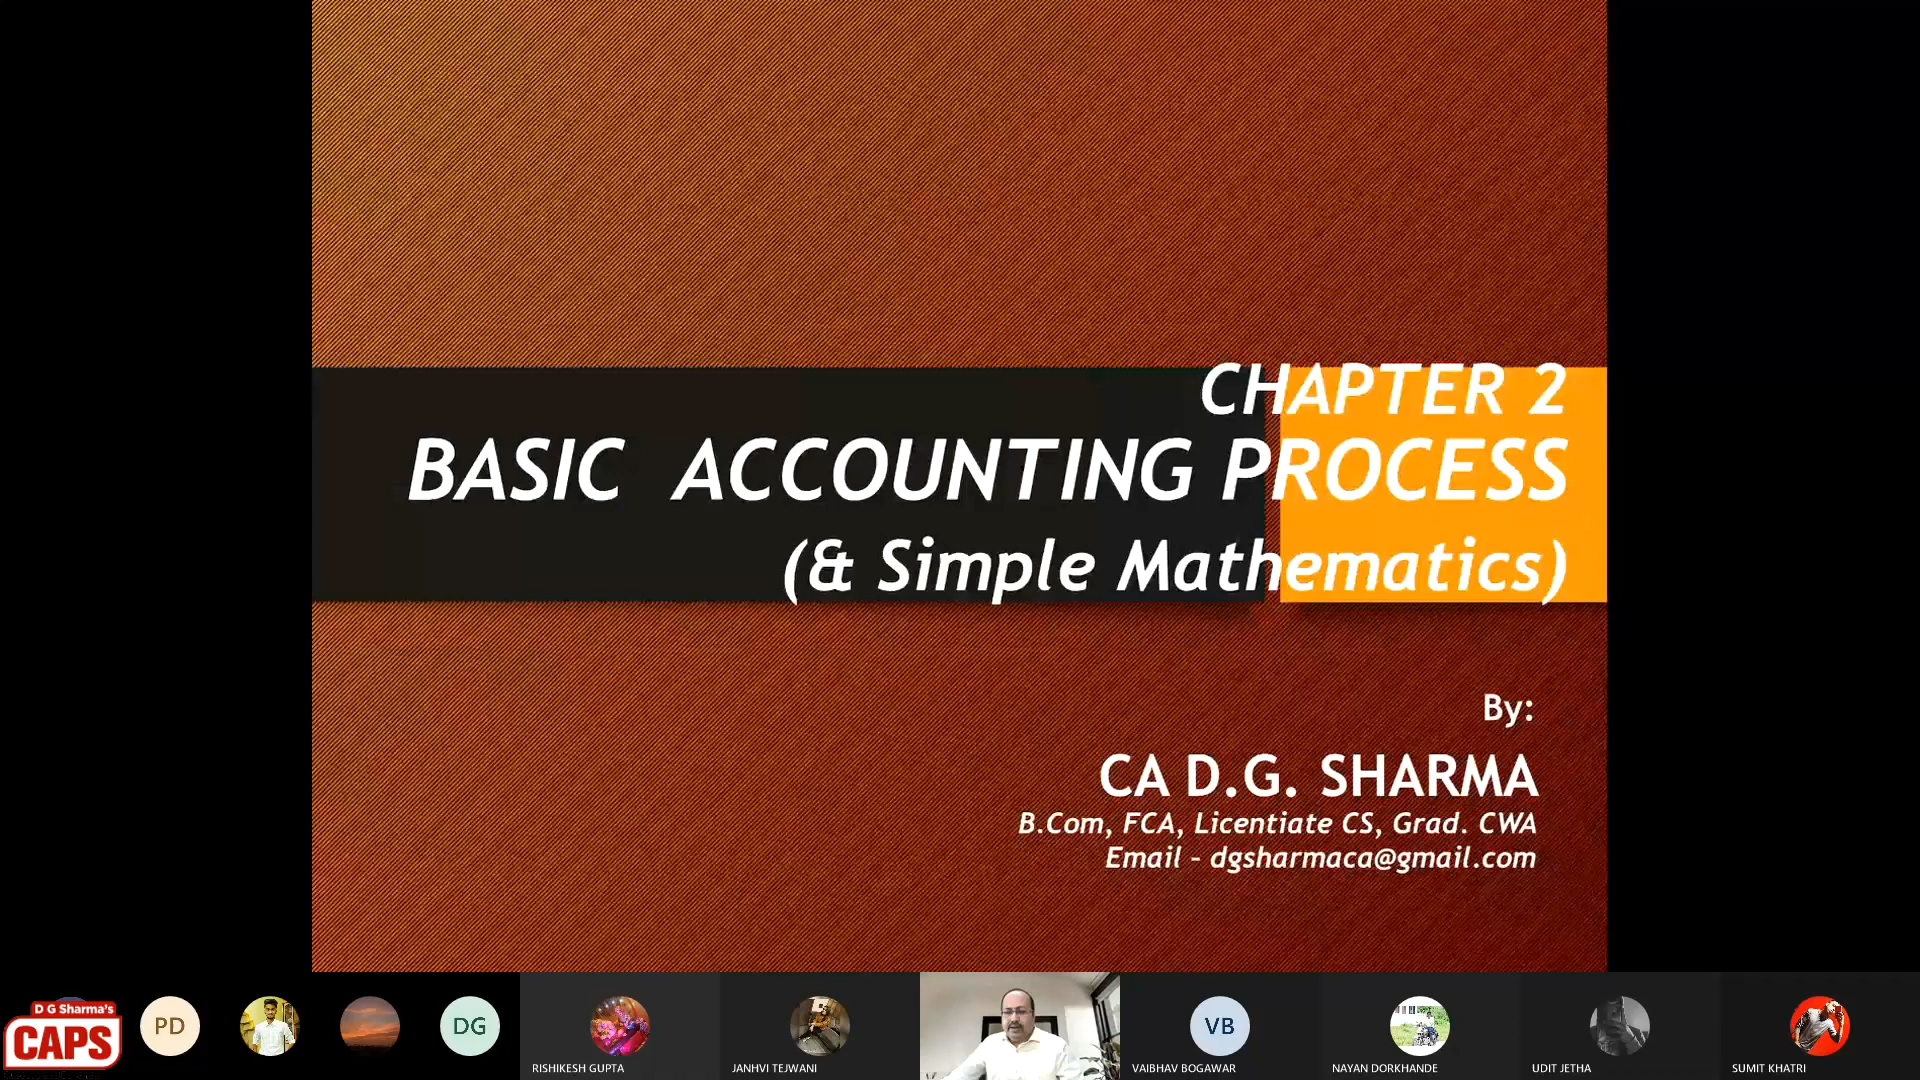 CHAPTER 2
BASIC ACCOUNTING PROCESS
(& Simple Mathematics)
By:
CA D.G. SHARMA
B.Com, FCA, Licentiate CS, Grad. CWA
Email – dgsharmaca@gmail.com
D G Sharma's
CAPS
PD
DG
RISHIKESH GUPTA
JANHVI TEJWANI
VB
VAIBHAV BOGAWAR
NAYAN DORKHANDE
UDIT JETHA
SUMIT KHATRI